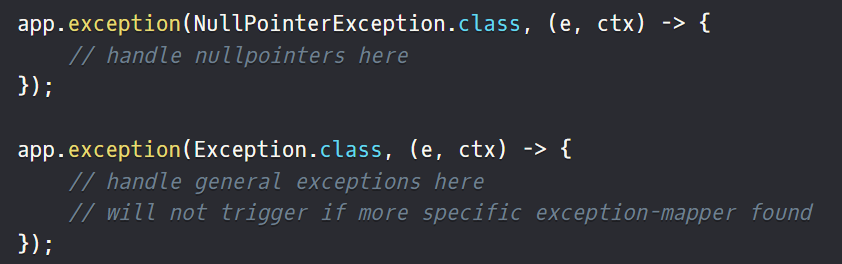 app.exception(NullPointerException.class, (e, ctx) -> {
    // handle nullpointers here
});

app.exception(Exception.class, (e, ctx) -> {
    // handle general exceptions here
    // will not trigger if more specific exception-mapper found
});